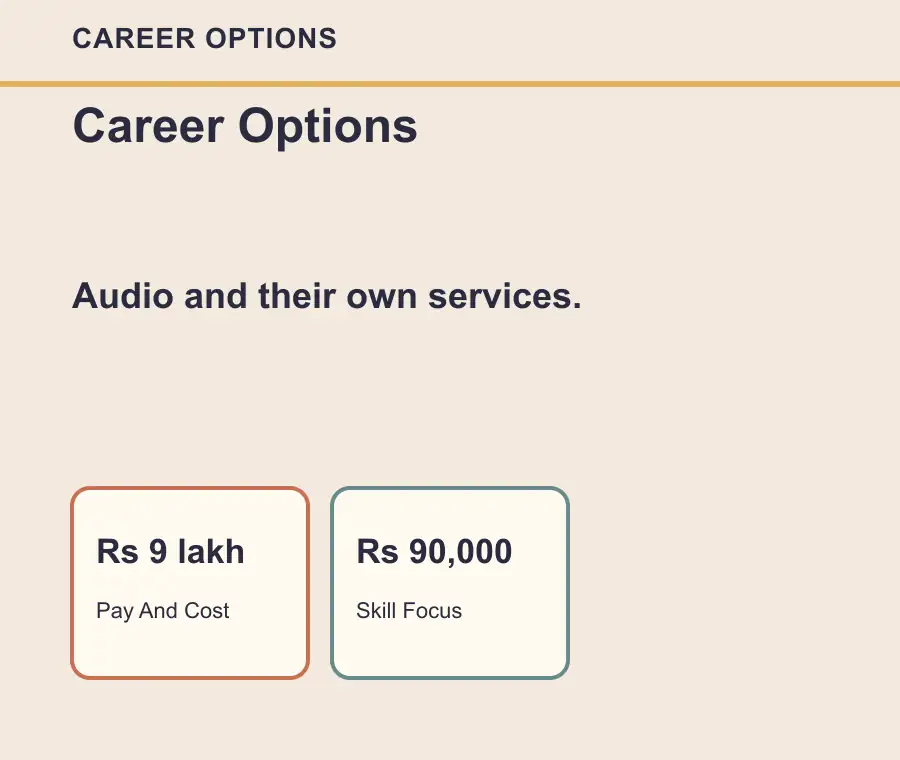 CAREER OPTIONS
Career Options
Audio and their own services.
Rs 9 lakh
Pay And Cost
Rs 90,000
Skill Focus